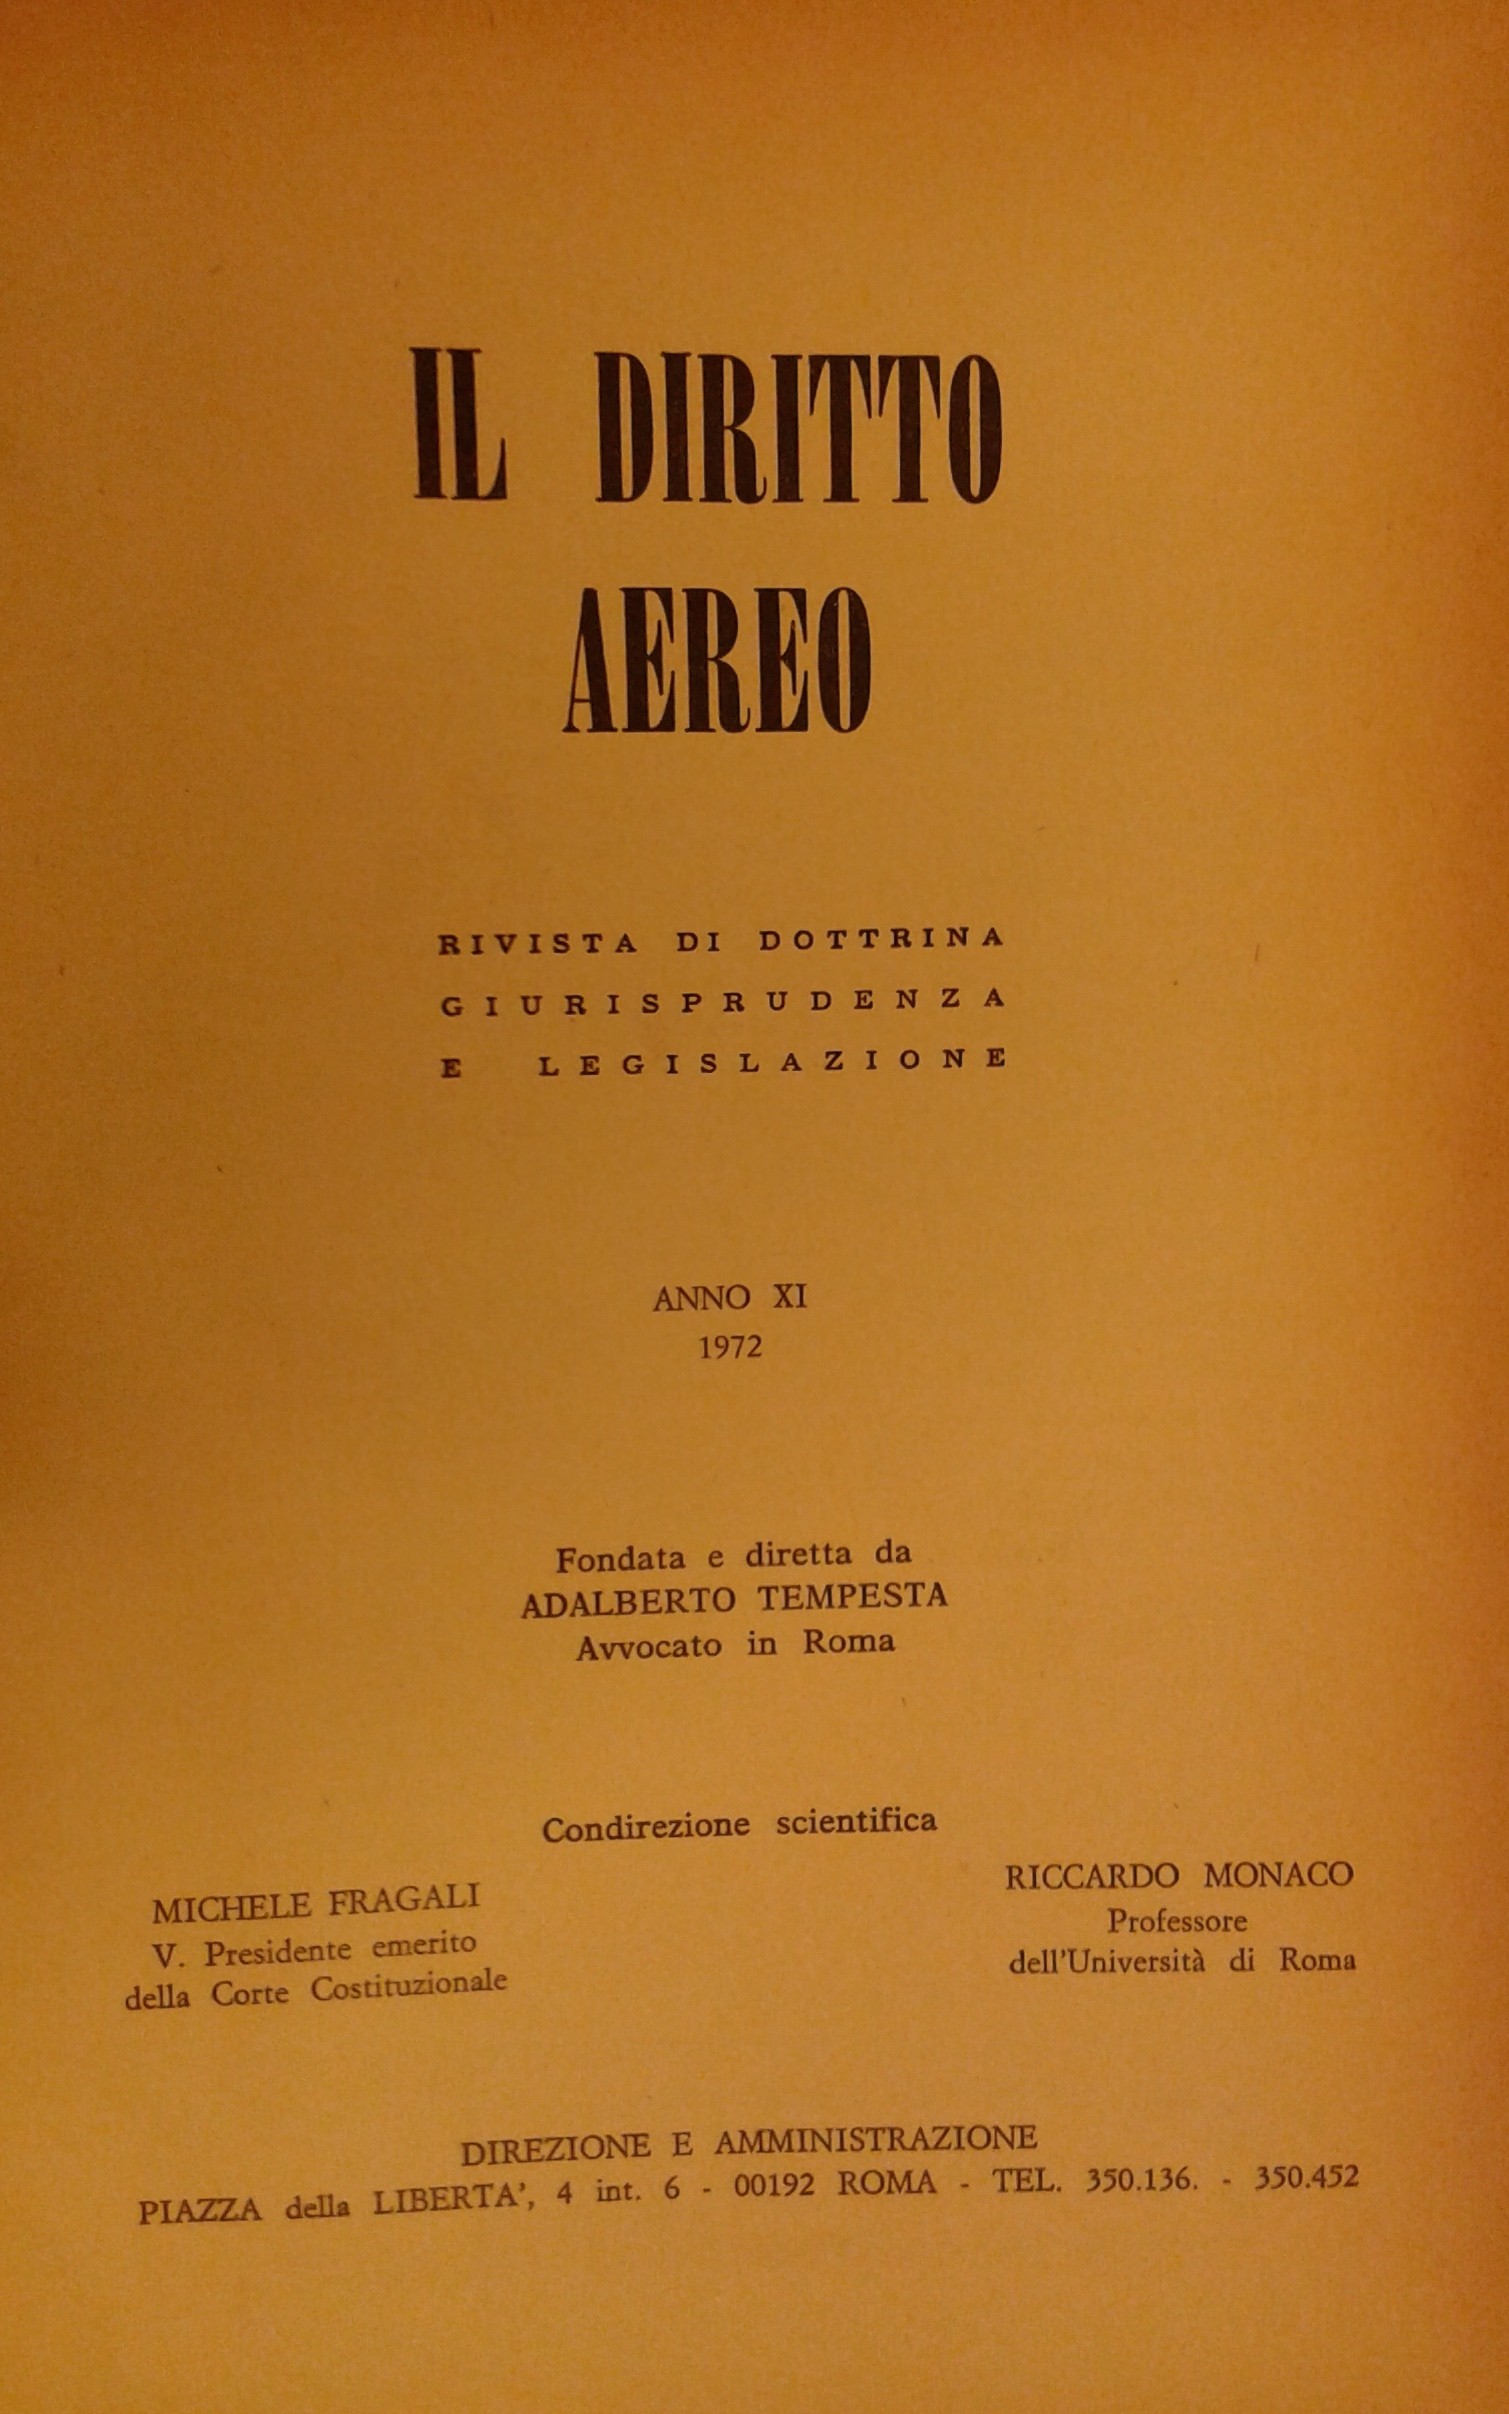 IL DIRITTO
AEREO
RIVISTA DI DOTTRINA
GIURISPRUDENZA
E LEGISLAZIONE
ANNO XI
1972
Fondata e diretta da
ADALBERTO TEMPESTA
Avvocato in Roma
Condirezione scientifica
MICHELE FRAGALI
V. Presidente emerito
della Corte Costituzionale
RICCARDO MONACO
Professore
dell'Università di Roma
DIREZIONE E AMMINISTRAZIONE
PIAZZA della LIBERTA', 4 int. 6 - 00192 ROMA - TEL. 350.136. - 350.452